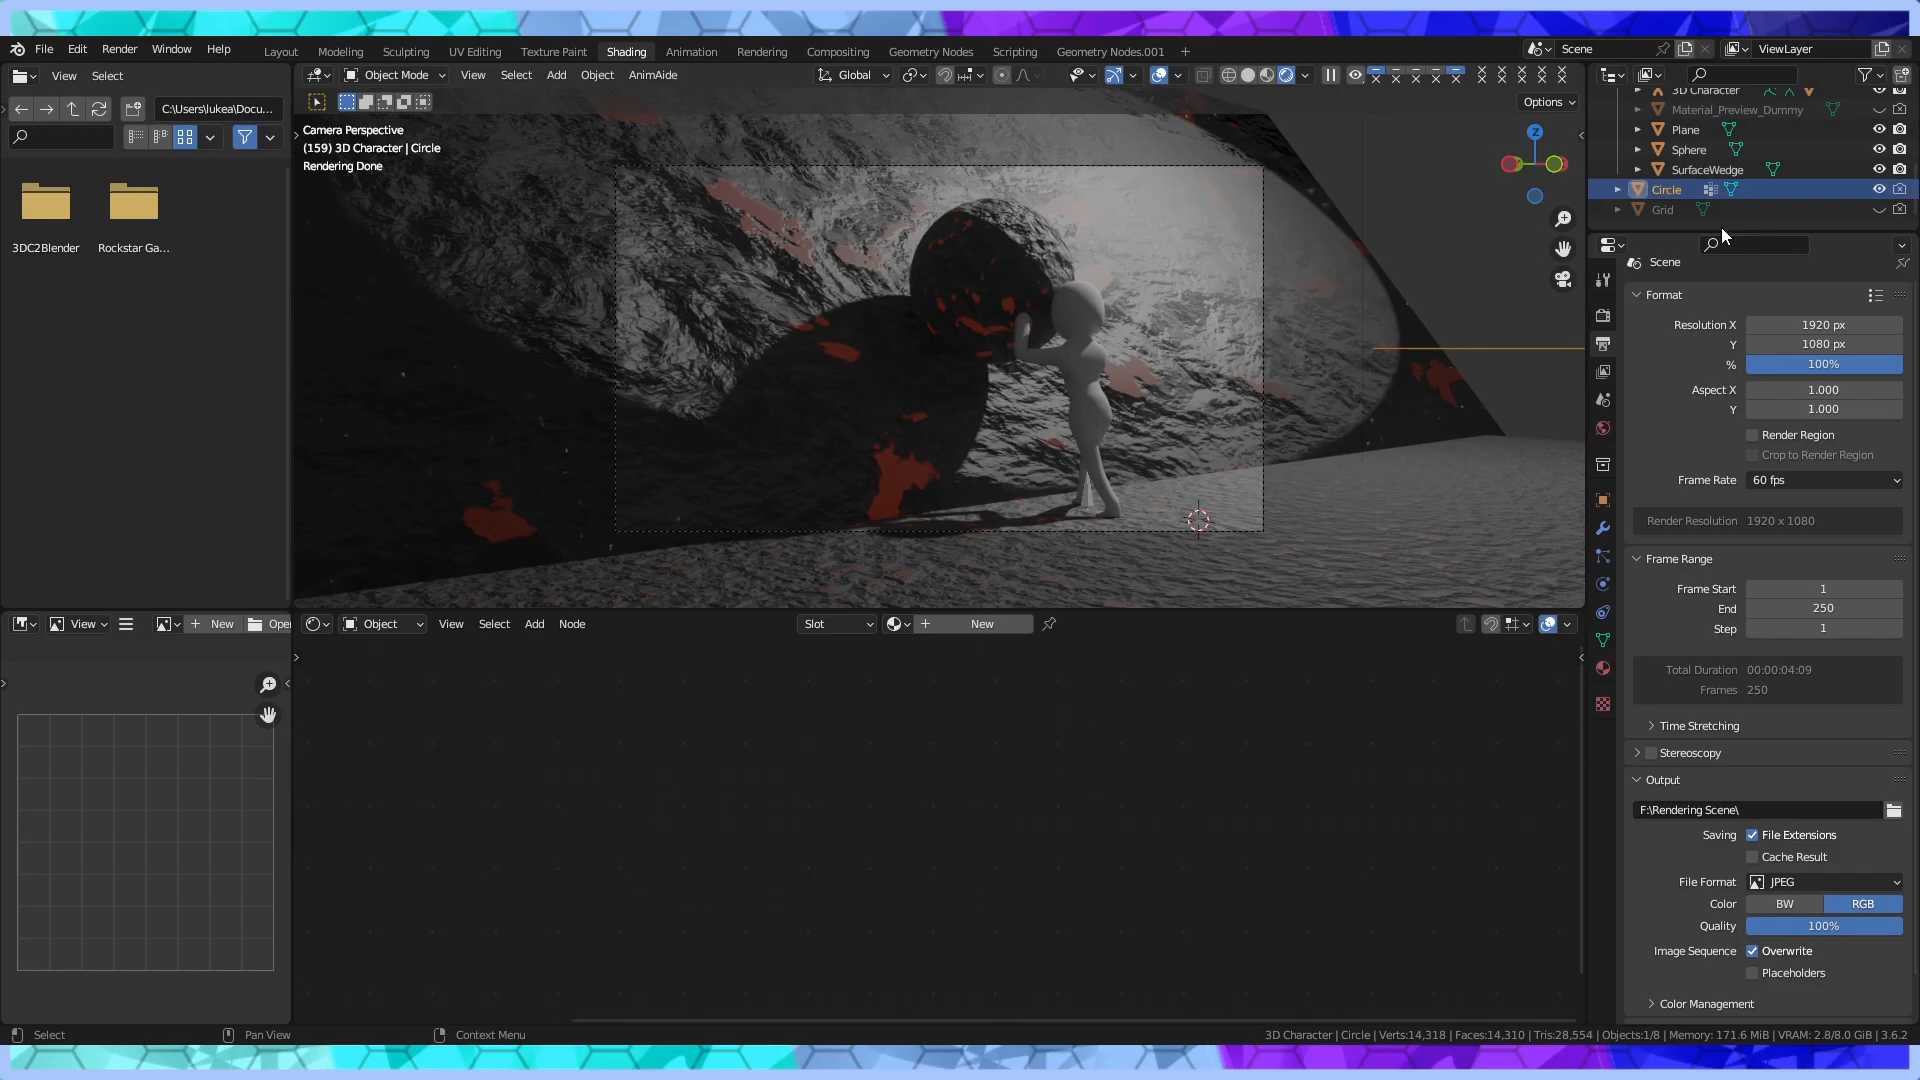 File Edit Render Window Help
Layout Modeling Sculpting UV Editing Texture Paint Shading Animation Rendering Compositing Geometry Nodes Scripting Geometry Nodes.001 +
Scene
ViewLayer
View Select
Object Mode View Select Add Object AnimAide
Global
Options
C:\Users\lukea\Docu...
3DC2Blender
Rockstar Ga...
Camera Perspective
(159) 3D Character | Circle
Rendering Done
Z
3D Character
Material_Preview_Dummy
Plane
Sphere
SurfaceWedge
Circle
Grid
Scene
Format
Resolution X 1920 px
Y 1080 px
% 100%
Aspect X 1.000
Y 1.000
Render Region
Crop to Render Region
Frame Rate 60 fps
Render Resolution 1920 x 1080
Frame Range
Frame Start 1
End 250
Step 1
Total Duration 00:00:04:09
Frames 250
Time Stretching
Stereoscopy
Output
F:\Rendering Scene\
Saving File Extensions
Cache Result
File Format JPEG
Color BW RGB
Quality 100%
Image Sequence Overwrite
Placeholders
Color Management
View + New Open
Object View Select Add Node
Slot
+ New
Select
Pan View
Context Menu
3D Character | Circle | Verts:14,318 | Faces:14,310 | Tris:28,554 | Objects:1/8 | Memory: 171.6 MiB | VRAM: 2.8/8.0 GiB | 3.6.2